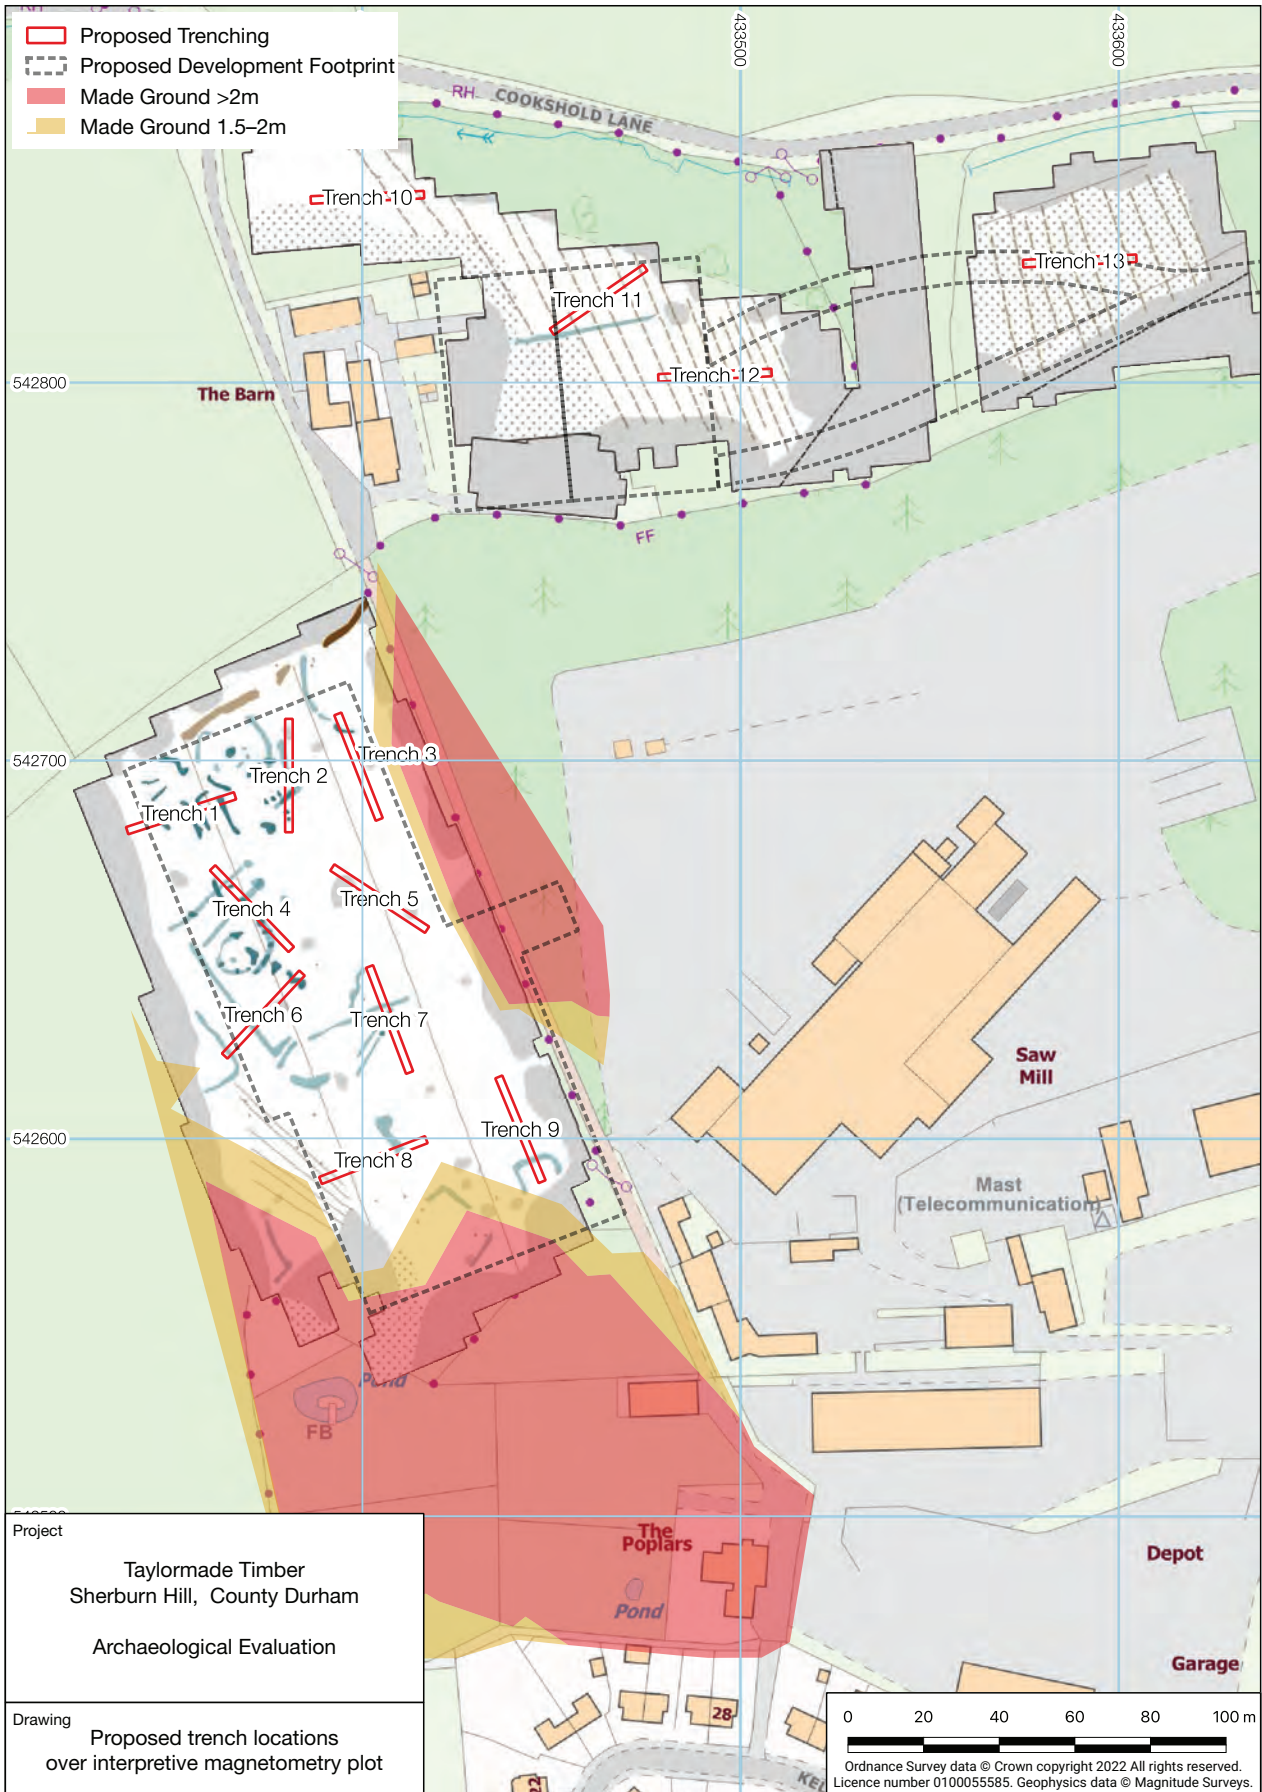 Proposed Trenching
Proposed Development Footprint
Made Ground >2m
Made Ground 1.5–2m
433500
433600
RH
COOKSHOLD LANE
Trench 10
Trench 11
Trench 12
Trench 13
542800
The Barn
FF
542700
Trench 1
Trench 2
Trench 3
Trench 4
Trench 5
Trench 6
Trench 7
Trench 8
Trench 9
542600
Saw
Mill
Mast
(Telecommunication)
Pond
FB
The
Poplars
Pond
Depot
Garage
28
22
Project
Taylormade Timber
Sherburn Hill, County Durham
Archaeological Evaluation
Drawing
Proposed trench locations
over interpretive magnetometry plot
0 20 40 60 80 100 m
Ordnance Survey data © Crown copyright 2022 All rights reserved.
Licence number 0100055585. Geophysics data © Magnitude Surveys.